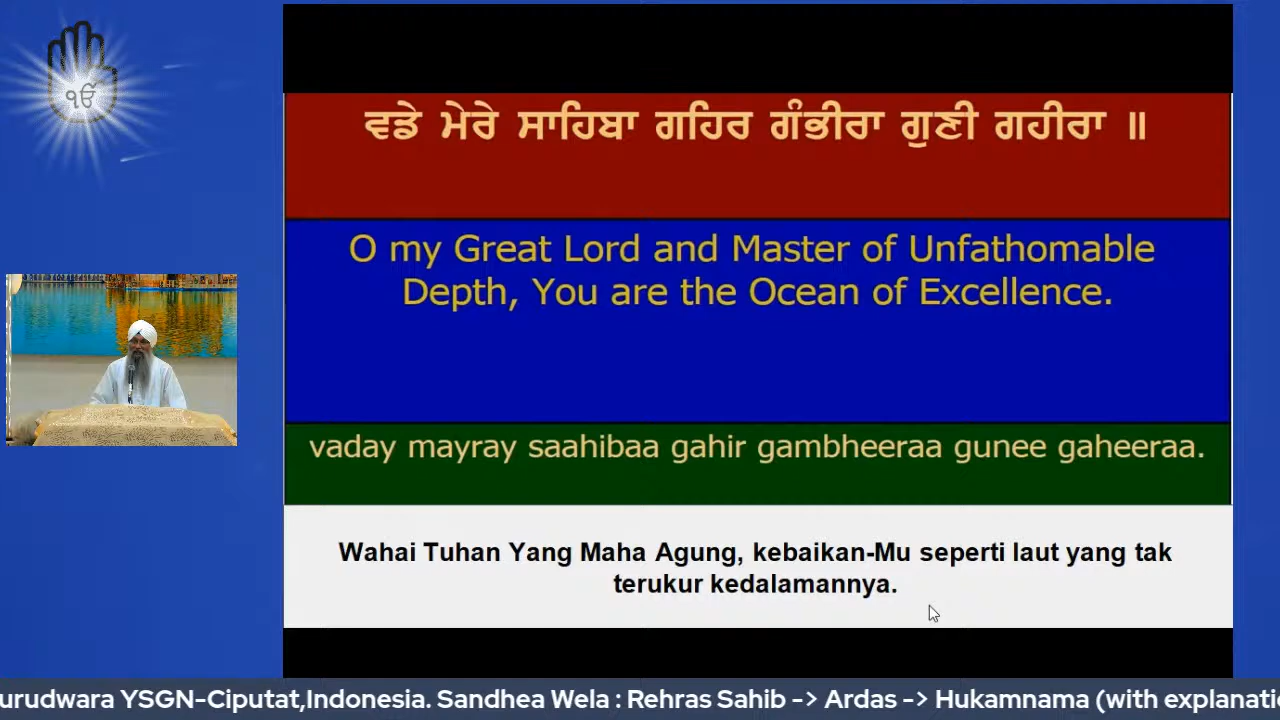 ੴ
ਵਡੇ ਮੇਰੇ ਸਾਹਿਬਾ ਗਹਿਰ ਗੰਭੀਰਾ ਗੁਣੀ ਗਹੀਰਾ ॥
O my Great Lord and Master of Unfathomable
Depth, You are the Ocean of Excellence.
vaday mayray saahibaa gahir gambheeraa gunee gaheeraa.
Wahai Tuhan Yang Maha Agung, kebaikan-Mu seperti laut yang tak
terukur kedalamannya.
urudwara YSGN-Ciputat,Indonesia. Sandhea Wela : Rehras Sahib -> Ardas -> Hukamnama (with explanati